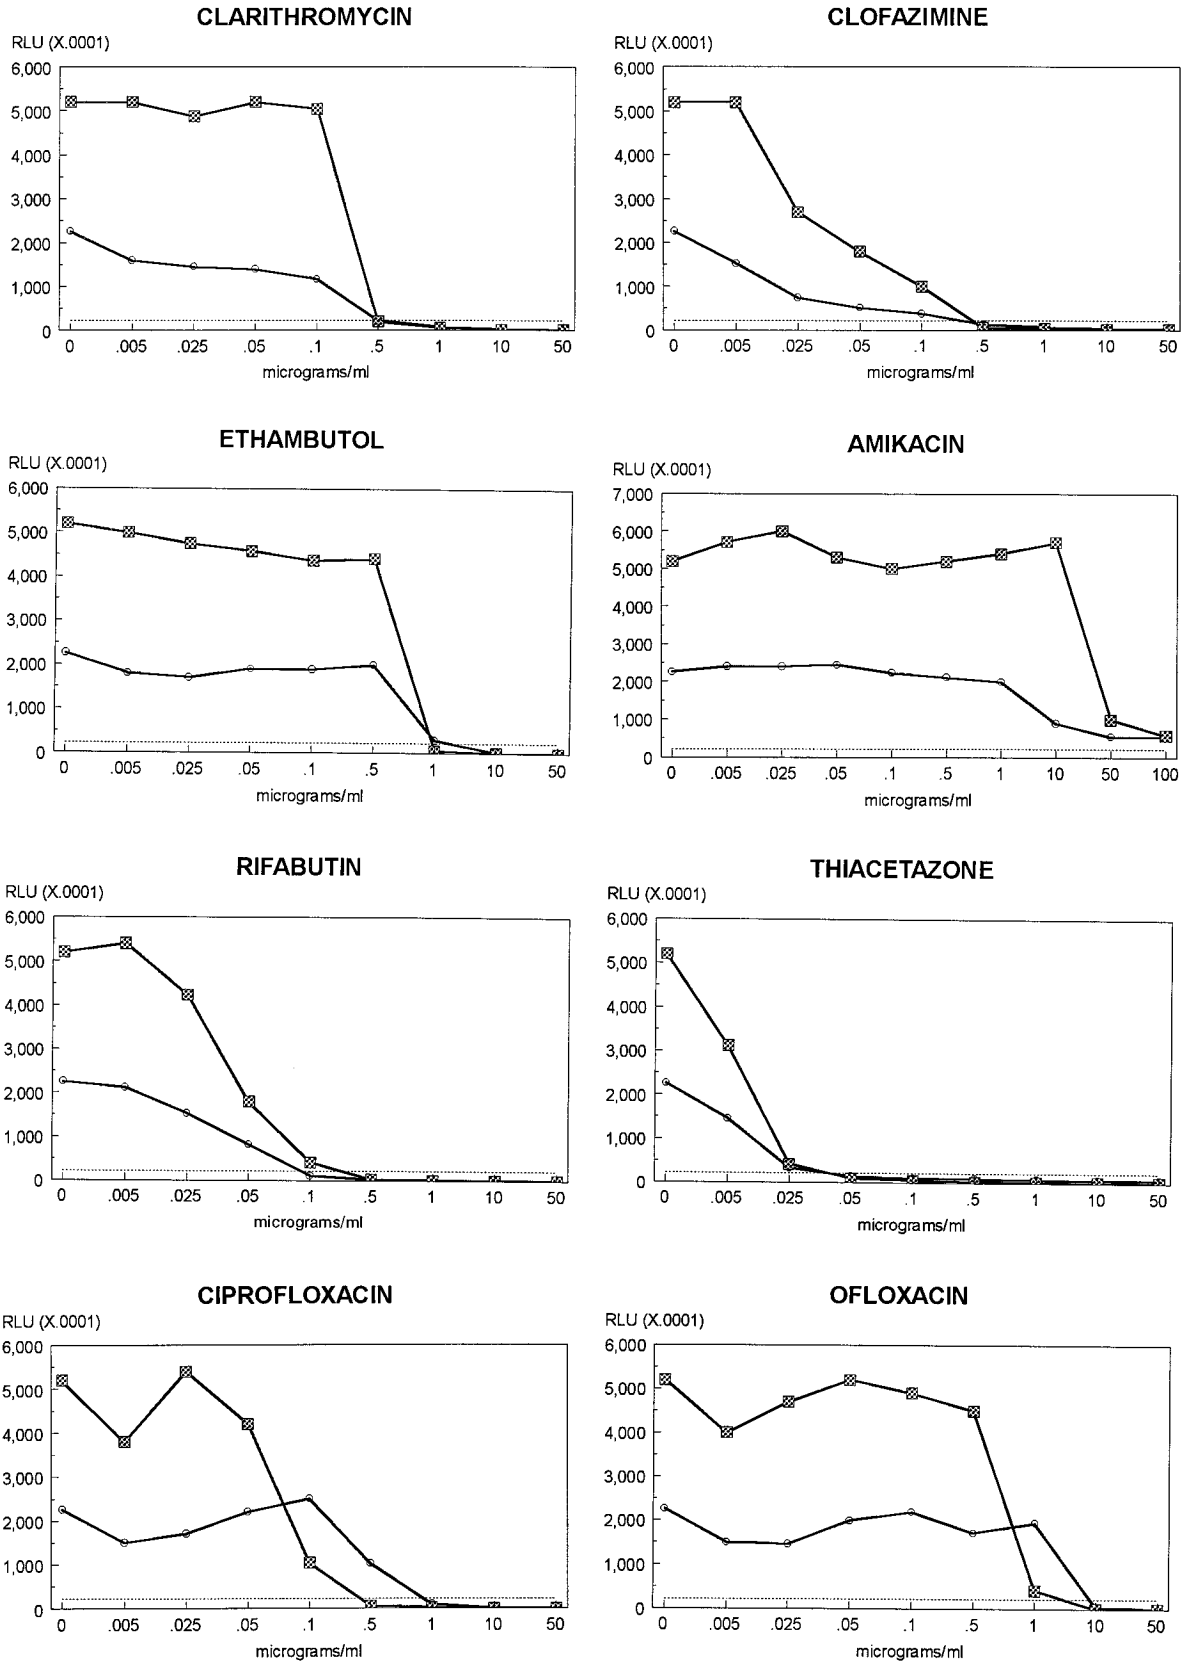 CLARITHROMYCIN
RLU (X.0001)
6,000
5,000
4,000
3,000
2,000
1,000
0
0 .005 .025 .05 .1 .5 1 10 50
micrograms/ml
CLOFAZIMINE
RLU (X.0001)
6,000
5,000
4,000
3,000
2,000
1,000
0
0 .005 .025 .05 .1 .5 1 10 50
micrograms/ml
ETHAMBUTOL
RLU (X.0001)
6,000
5,000
4,000
3,000
2,000
1,000
0
0 .005 .025 .05 .1 .5 1 10 50
micrograms/ml
AMIKACIN
RLU (X.0001)
7,000
6,000
5,000
4,000
3,000
2,000
1,000
0
0 .005 .025 .05 .1 .5 1 10 50 100
micrograms/ml
RIFABUTIN
RLU (X.0001)
6,000
5,000
4,000
3,000
2,000
1,000
0
0 .005 .025 .05 .1 .5 1 10 50
micrograms/ml
THIACETAZONE
RLU (X.0001)
6,000
5,000
4,000
3,000
2,000
1,000
0
0 .005 .025 .05 .1 .5 1 10 50
micrograms/ml
CIPROFLOXACIN
RLU (X.0001)
6,000
5,000
4,000
3,000
2,000
1,000
0
0 .005 .025 .05 .1 .5 1 10 50
micrograms/ml
OFLOXACIN
RLU (X.0001)
6,000
5,000
4,000
3,000
2,000
1,000
0
0 .005 .025 .05 .1 .5 1 10 50
micrograms/ml